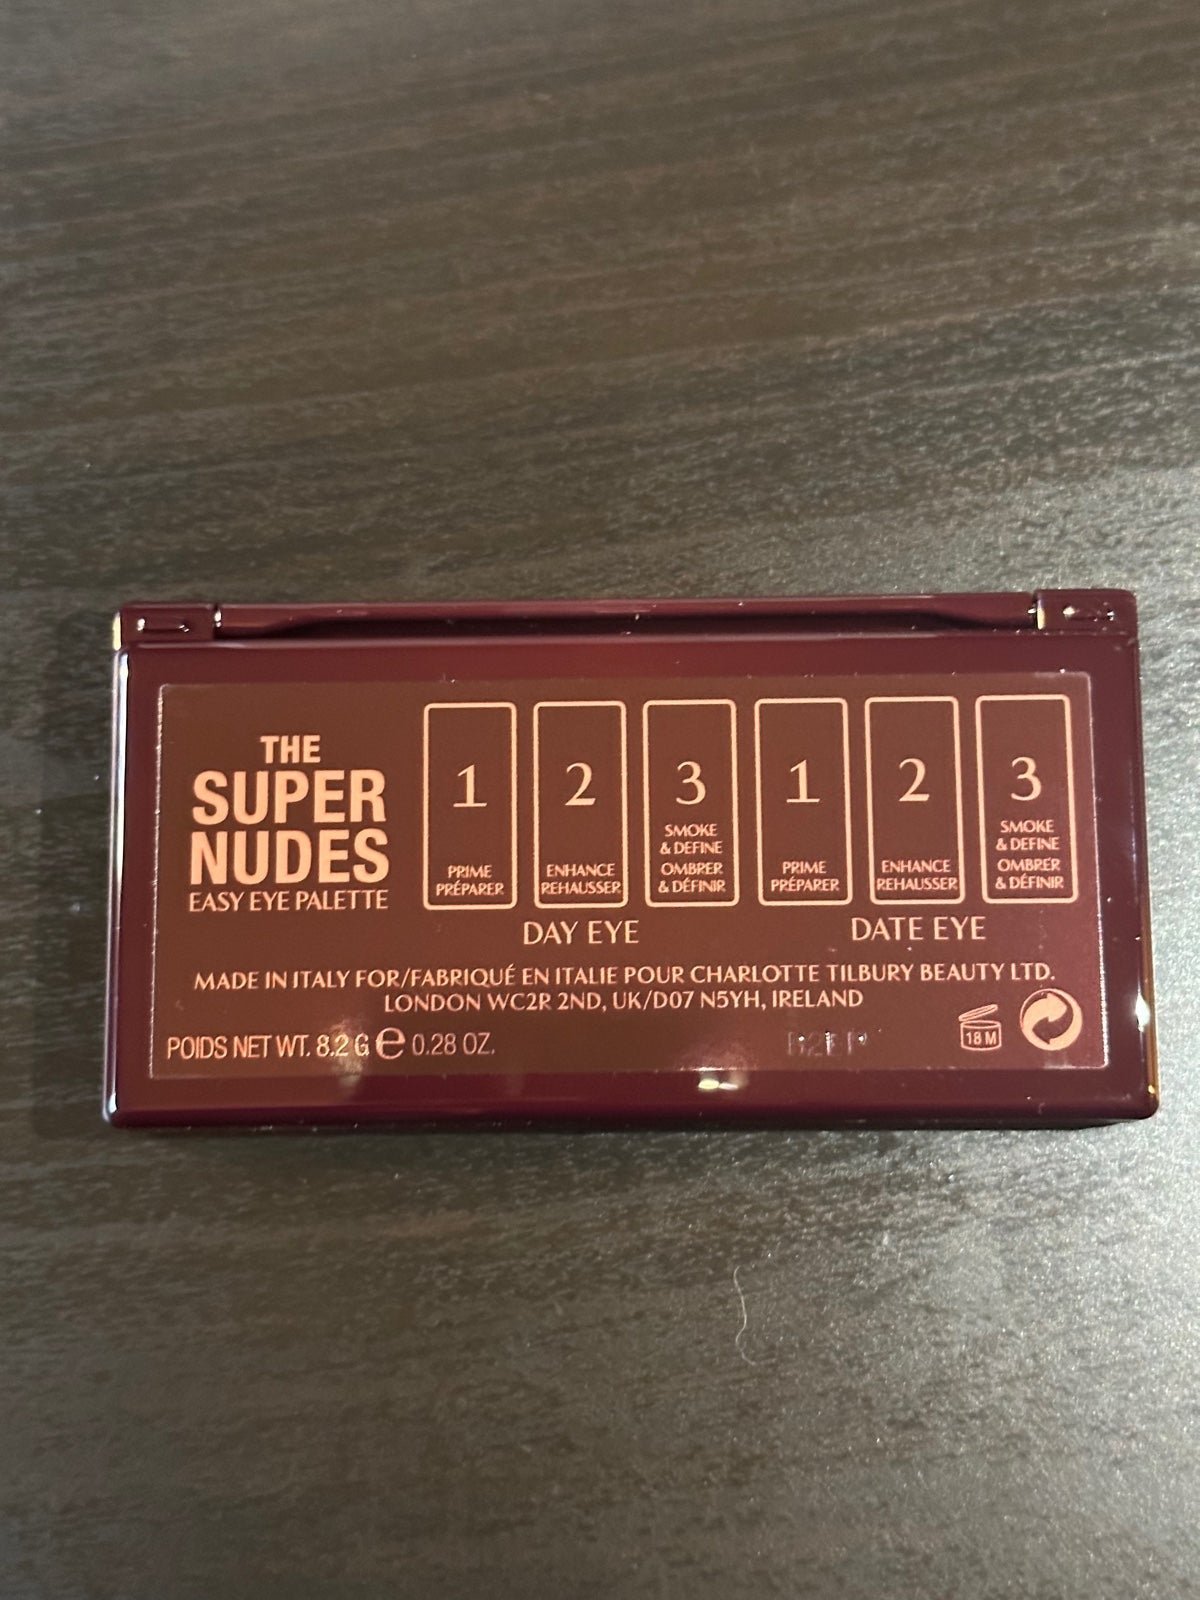 THE
SUPER
NUDES
EASY EYE PALETTE
1
PRIME
PRÉPARER
2
ENHANCE
REHAUSSER
3
SMOKE
& DEFINE
OMBRER
& DÉFINIR
1
PRIME
PRÉPARER
2
ENHANCE
REHAUSSER
3
SMOKE
& DEFINE
OMBRER
& DÉFINIR
DAY EYE
DATE EYE
MADE IN ITALY FOR/FABRIQUÉ EN ITALIE POUR CHARLOTTE TILBURY BEAUTY LTD.
LONDON WC2R 2ND, UK/D07 N5YH, IRELAND
POIDS NET WT. 8.2 G ℮ 0.28 OZ.
18 M